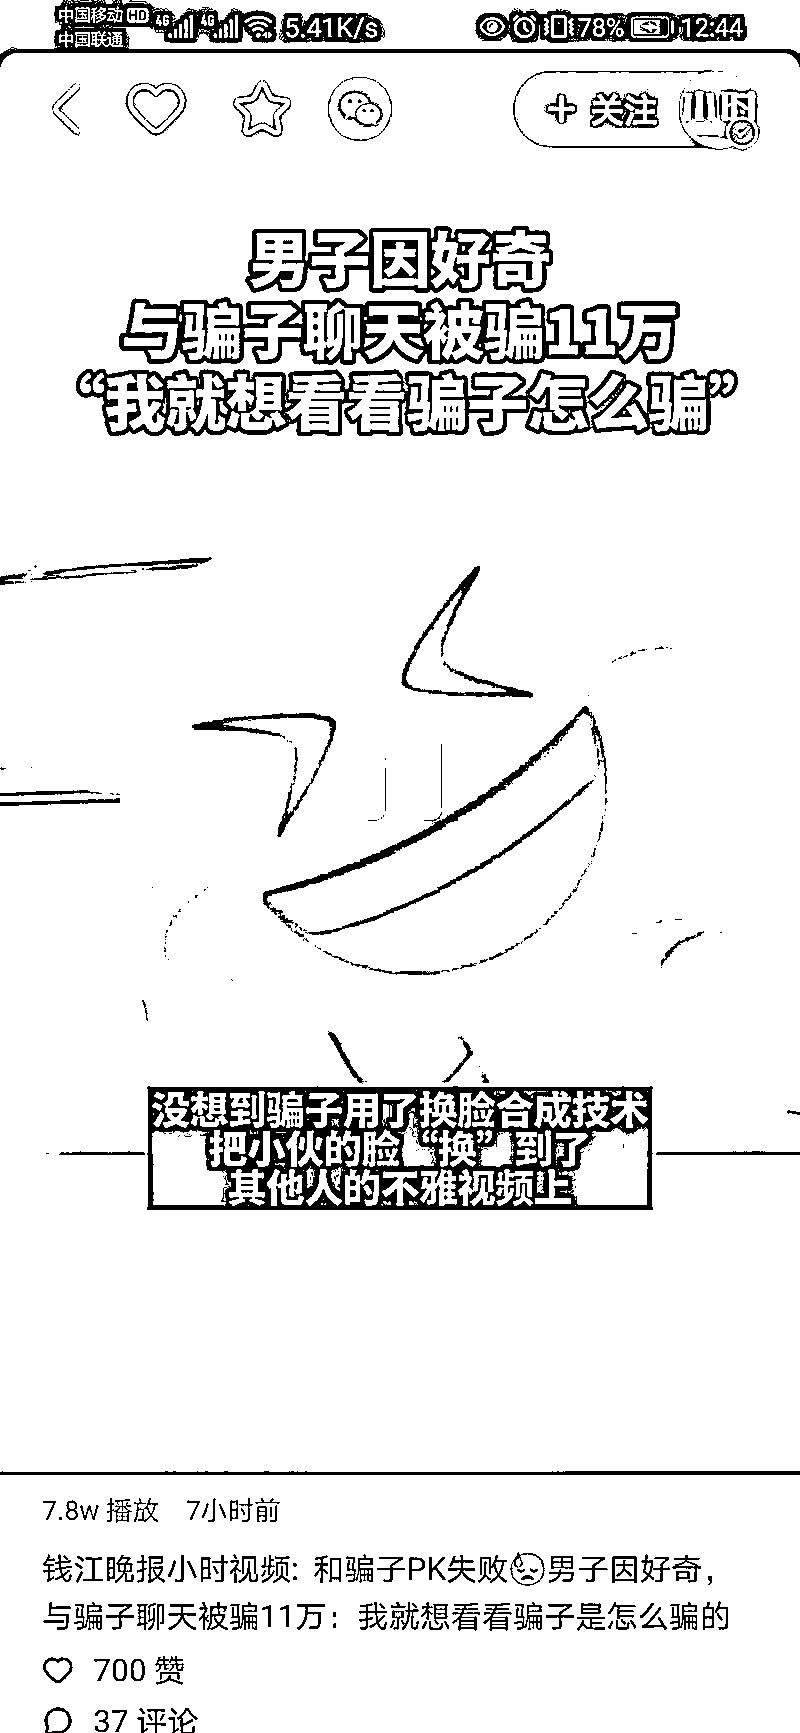 中国移动 HD 4G 4G 5.41K/s 78% 12:44
中国联通
关注 小时
男子因好奇
与骗子聊天被骗11万
“我就想看看骗子怎么骗”
没想到骗子用了换脸合成技术
把小伙的脸“换”到了
其他人的不雅视频上
7.8w 播放 7小时前
钱江晚报小时视频: 和骗子PK失败男子因好奇，
与骗子聊天被骗11万：我就想看看骗子是怎么骗的
700 赞
37 评论